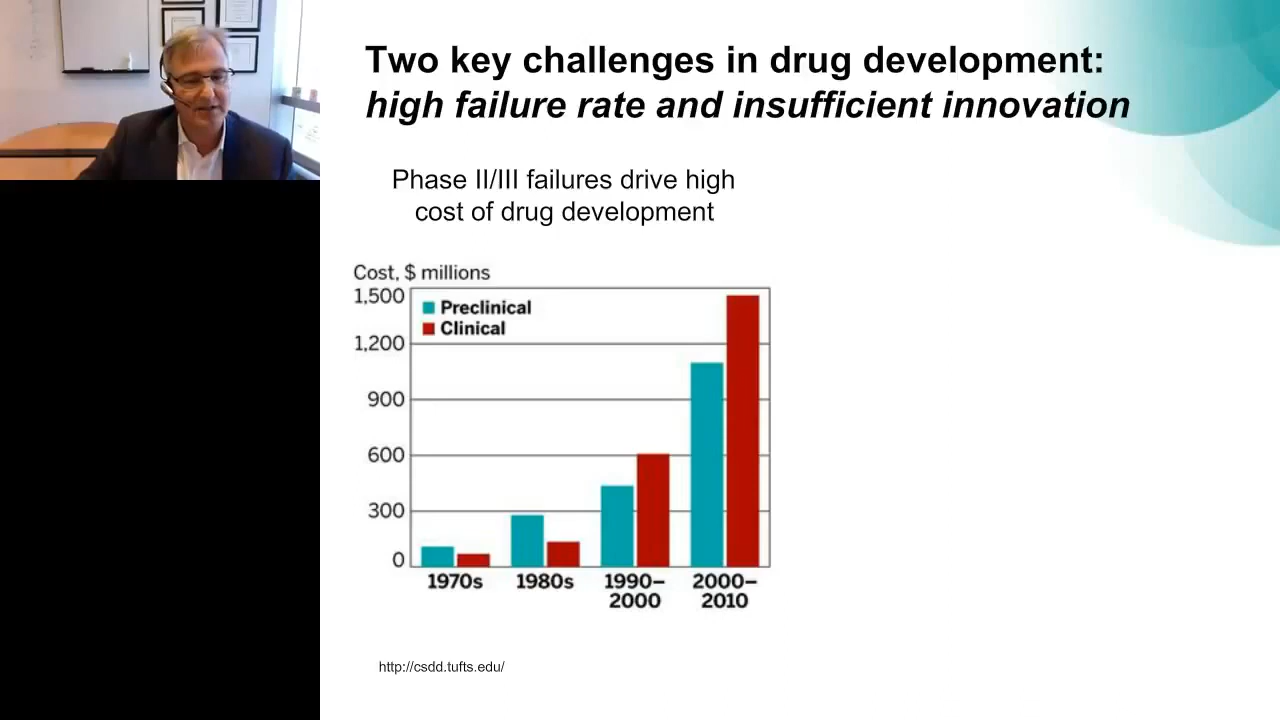 Two key challenges in drug development:
high failure rate and insufficient innovation
Phase II/III failures drive high
cost of drug development
Cost, $ millions
1,500
1,200
900
600
300
0
Preclinical
Clinical
1970s
1980s
1990–
2000
2000–
2010
http://csdd.tufts.edu/